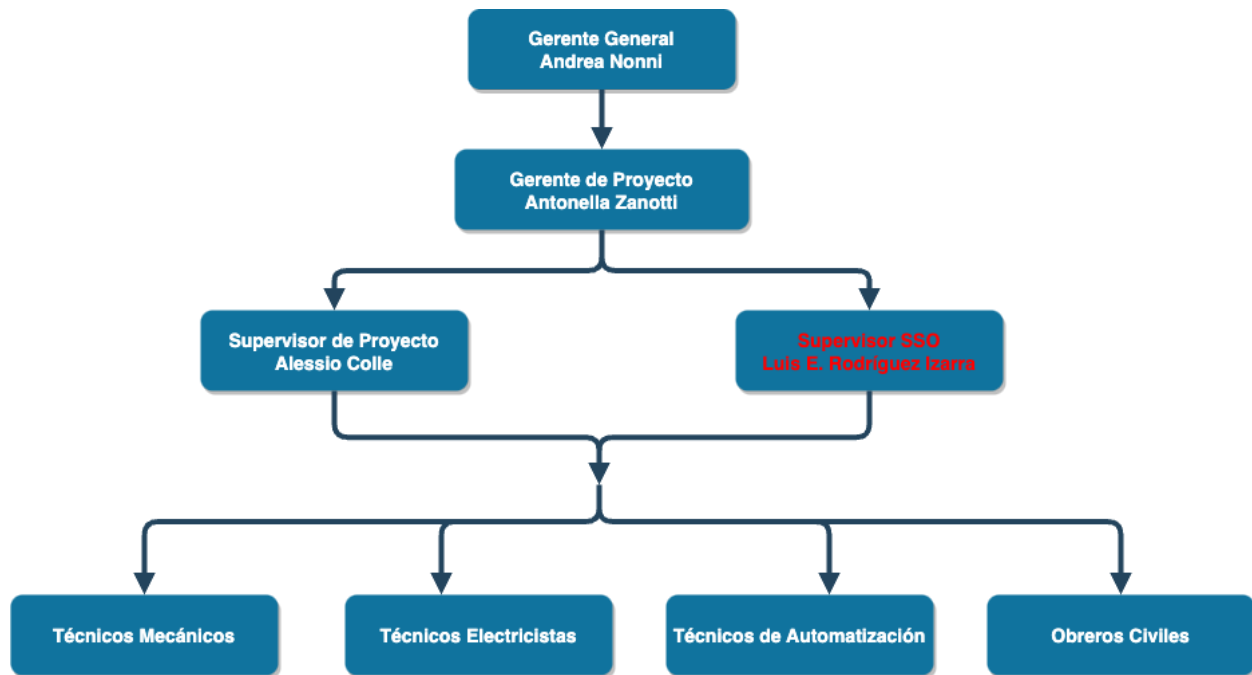 Gerente General
Andrea Nonni
Gerente de Proyecto
Antonella Zanotti
Supervisor de Proyecto
Alessio Colle
Supervisor SSO
Luis E. Rodríguez Izarra
Técnicos Mecánicos
Técnicos Electricistas
Técnicos de Automatización
Obreros Civiles